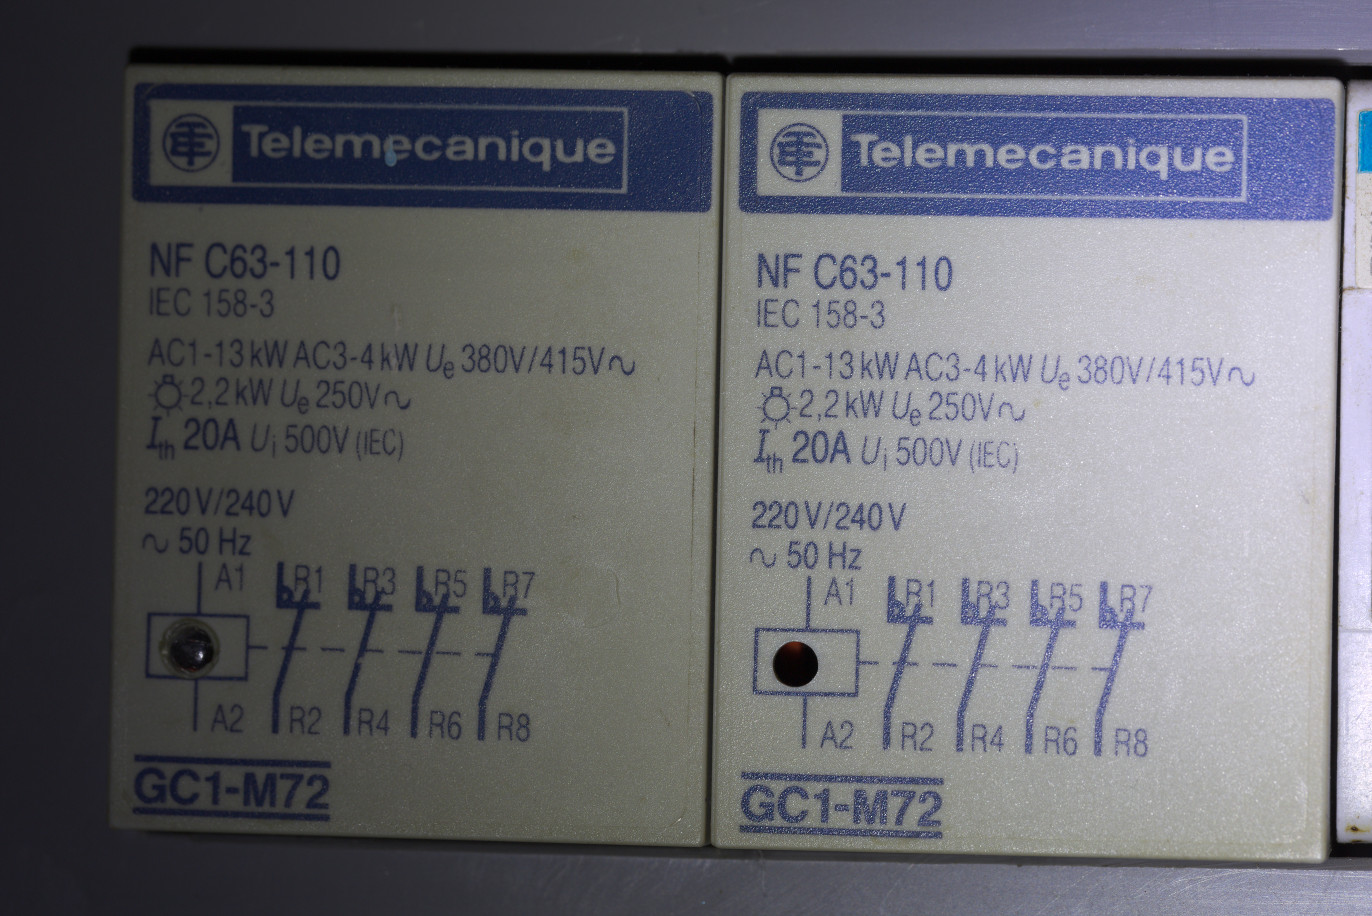 Telemecanique
NF C63-110
IEC 158-3
AC1-13 kW AC3-4 kW Ue 380V/415V~
2,2 kW Ue 250V~
Ith 20A Ui 500V (IEC)
220 V/240 V
~ 50 Hz
A1 R1 R3 R5 R7
A2 R2 R4 R6 R8
GC1-M72
Telemecanique
NF C63-110
IEC 158-3
AC1-13 kW AC3-4 kW Ue 380V/415V~
2,2 kW Ue 250V~
Ith 20A Ui 500V (IEC)
220 V/240 V
~ 50 Hz
A1 R1 R3 R5 R7
A2 R2 R4 R6 R8
GC1-M72